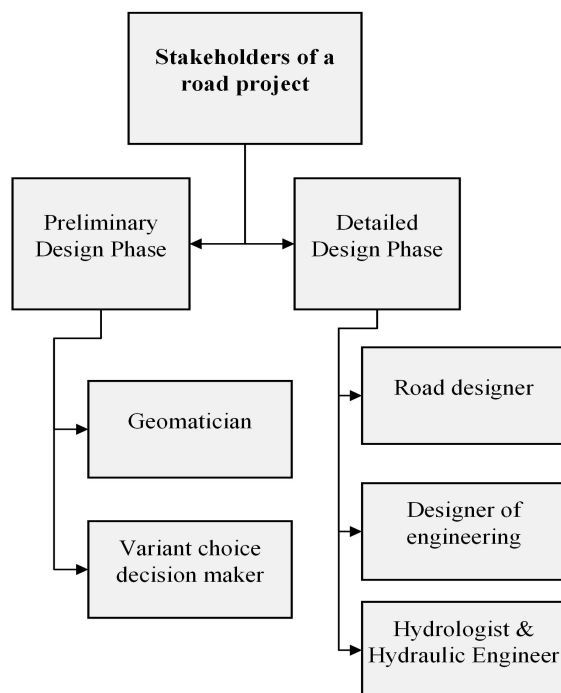 Stakeholders of a
road project
Preliminary
Design Phase
Detailed
Design Phase
Geomatician
Variant choice
decision maker
Road designer
Designer of
engineering
Hydrologist &
Hydraulic Engineer